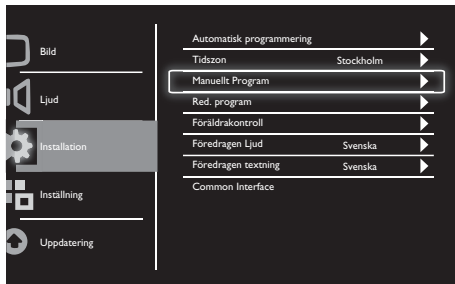 Bild
Ljud
Installation
Inställning
Uppdatering
Automatisk programmering
Tidszon Stockholm
Manuellt Program
Red. program
Föräldrakontroll
Föredragen Ljud Svenska
Föredragen textning Svenska
Common Interface